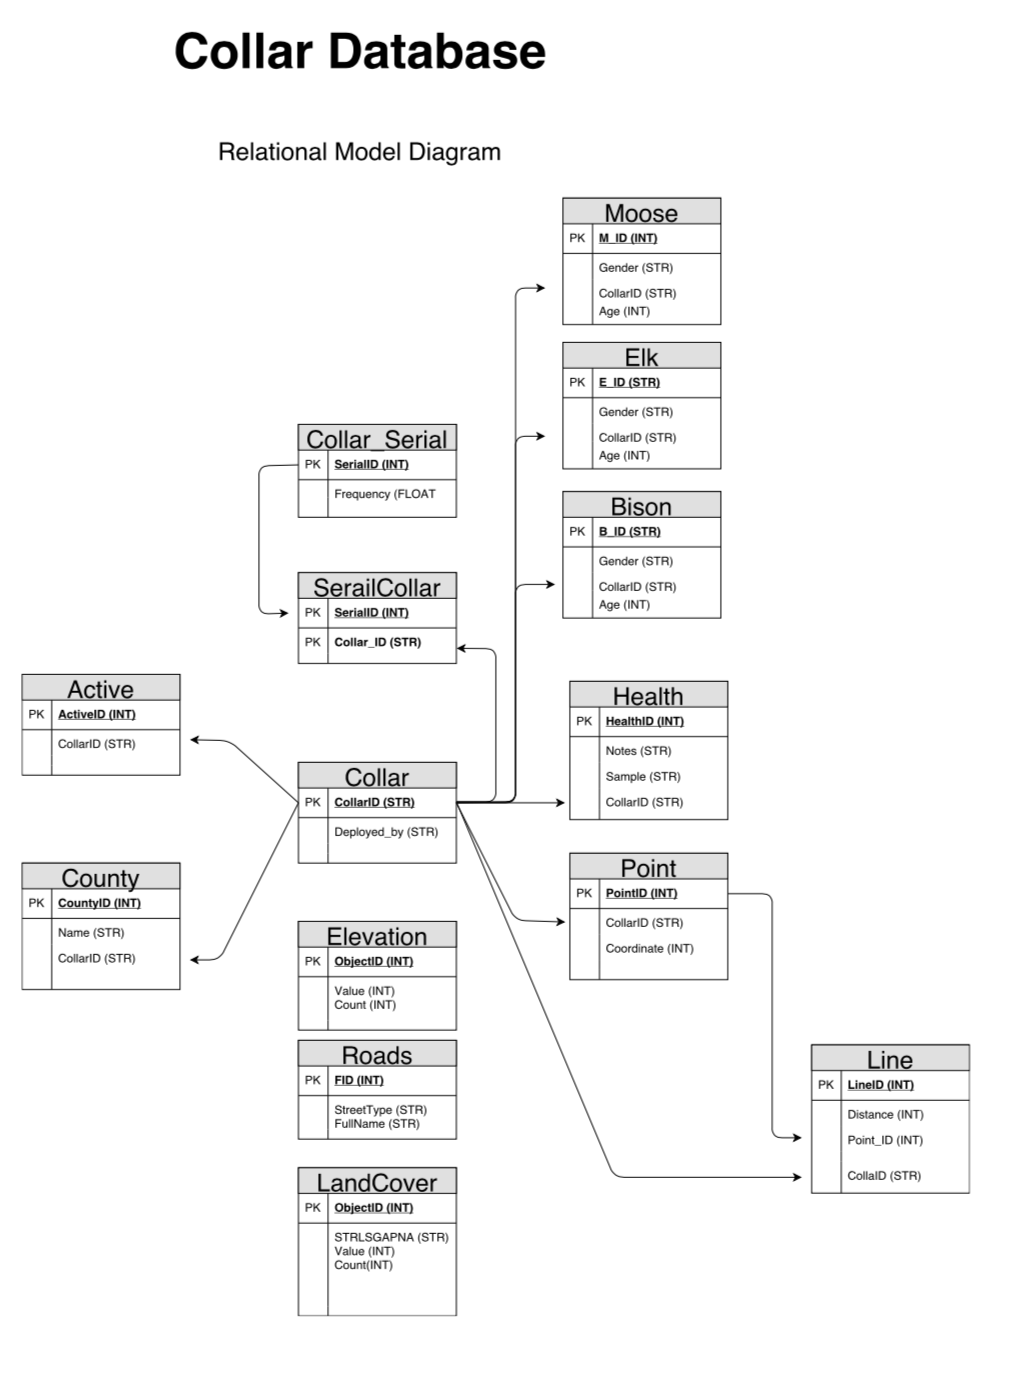 Collar Database
Relational Model Diagram
Moose
PK M_ID (INT)
Gender (STR)
CollarID (STR)
Age (INT)
Elk
PK E_ID (STR)
Gender (STR)
CollarID (STR)
Age (INT)
Collar_Serial
PK SerialID (INT)
Frequency (FLOAT
Bison
PK B_ID (STR)
Gender (STR)
CollarID (STR)
Age (INT)
SerailCollar
PK SerialID (INT)
PK Collar_ID (STR)
Active
PK ActiveID (INT)
CollarID (STR)
Health
PK HealthID (INT)
Notes (STR)
Sample (STR)
CollarID (STR)
Collar
PK CollarID (STR)
Deployed_by (STR)
County
PK CountyID (INT)
Name (STR)
CollarID (STR)
Point
PK PointID (INT)
CollarID (STR)
Coordinate (INT)
Elevation
PK ObjectID (INT)
Value (INT)
Count (INT)
Roads
PK FID (INT)
StreetType (STR)
FullName (STR)
Line
PK LineID (INT)
Distance (INT)
Point_ID (INT)
CollaID (STR)
LandCover
PK ObjectID (INT)
STRLSGAPNA (STR)
Value (INT)
Count(INT)